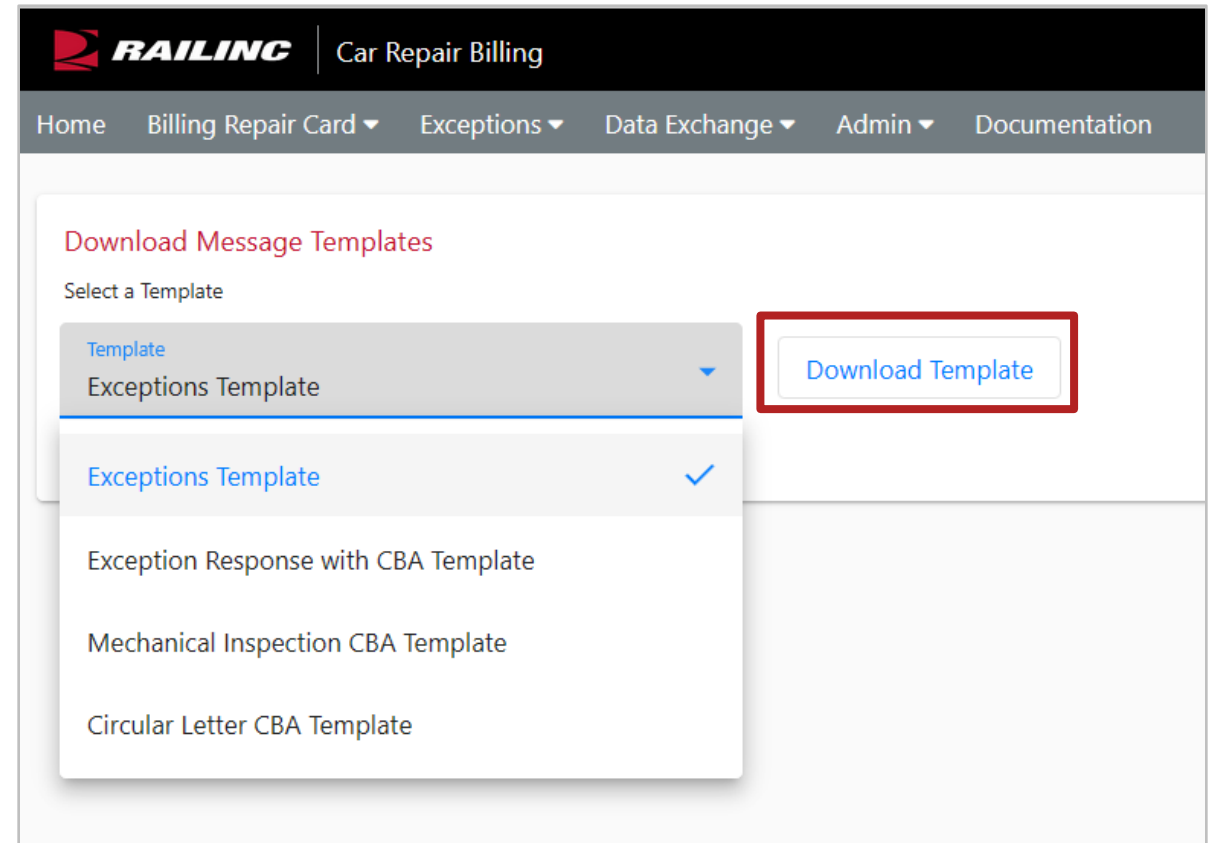 RAILINC Car Repair Billing
Home Billing Repair Card Exceptions Data Exchange Admin Documentation
Download Message Templates
Select a Template
Template
Exceptions Template
Download Template
Exceptions Template
Exception Response with CBA Template
Mechanical Inspection CBA Template
Circular Letter CBA Template